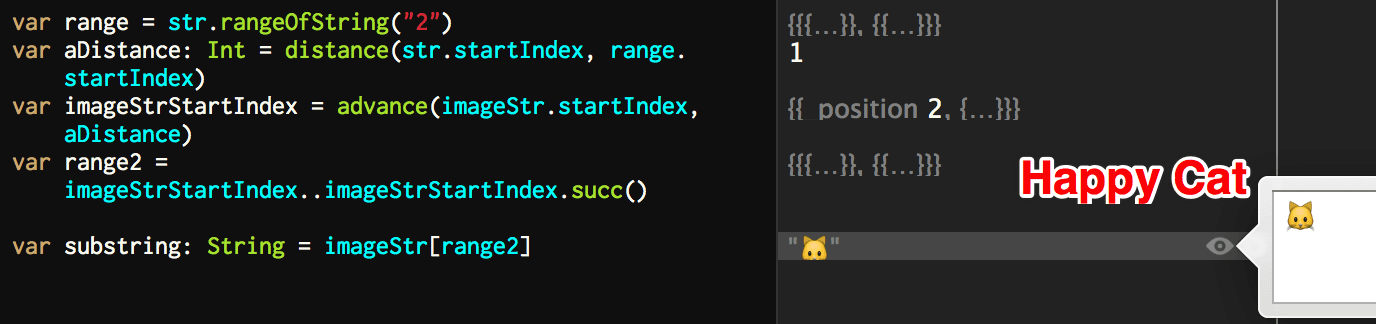 var range = str.rangeOfString("2")
{{{…}}, {{…}}}
var aDistance: Int = distance(str.startIndex, range.
1
startIndex)
var imageStrStartIndex = advance(imageStr.startIndex,
{{_position 2, {…}}}
aDistance)
var range2 =
{{{…}}, {{…}}}
imageStrStartIndex..imageStrStartIndex.succ()
Happy Cat
var substring: String = imageStr[range2]
"🐱"
🐱